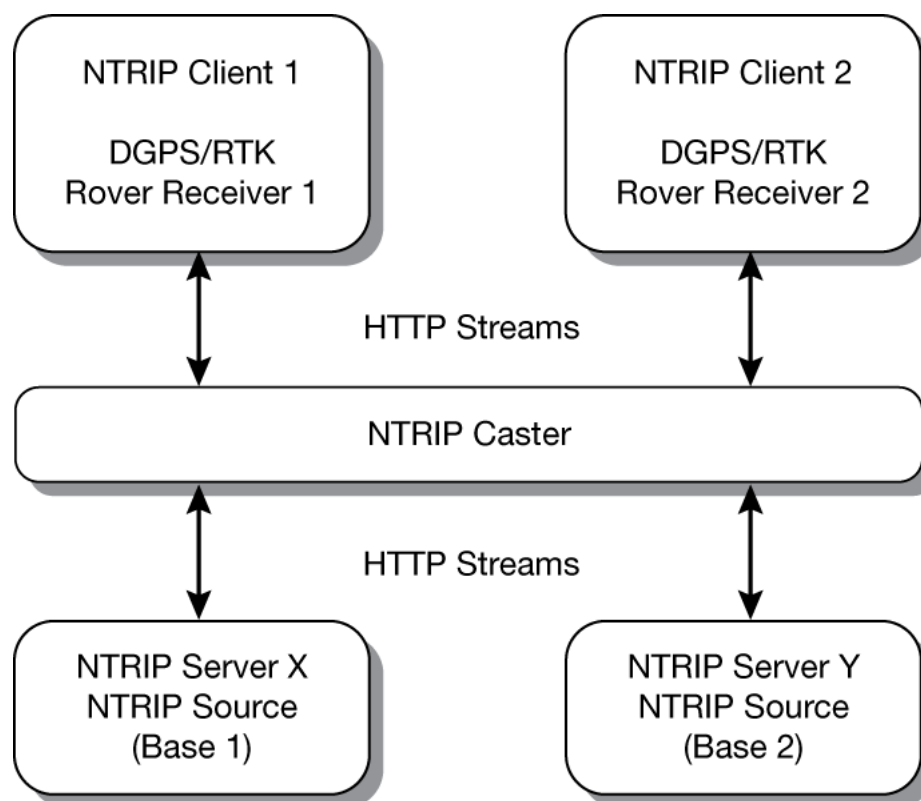 NTRIP Client 1
DGPS/RTK
Rover Receiver 1
NTRIP Client 2
DGPS/RTK
Rover Receiver 2
HTTP Streams
NTRIP Caster
HTTP Streams
NTRIP Server X
NTRIP Source
(Base 1)
NTRIP Server Y
NTRIP Source
(Base 2)